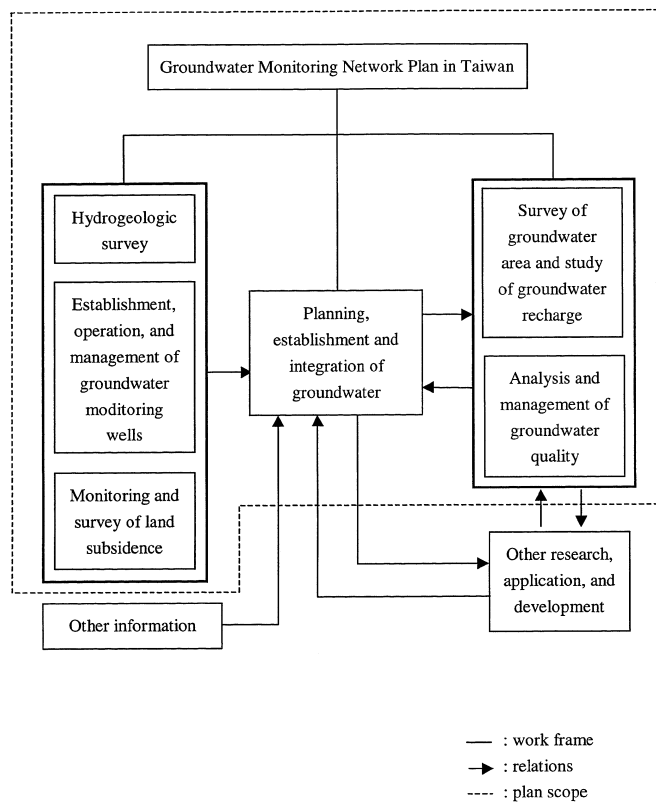 Groundwater Monitoring Network Plan in Taiwan
Hydrogeologic
survey
Establishment,
operation, and
management of
groundwater
moditoring
wells
Monitoring and
survey of land
subsidence
Planning,
establishment and
integration of
groundwater
Survey of
groundwater
area and study
of groundwater
recharge
Analysis and
management of
groundwater
quality
Other research,
application, and
development
Other information
: work frame
: relations
: plan scope